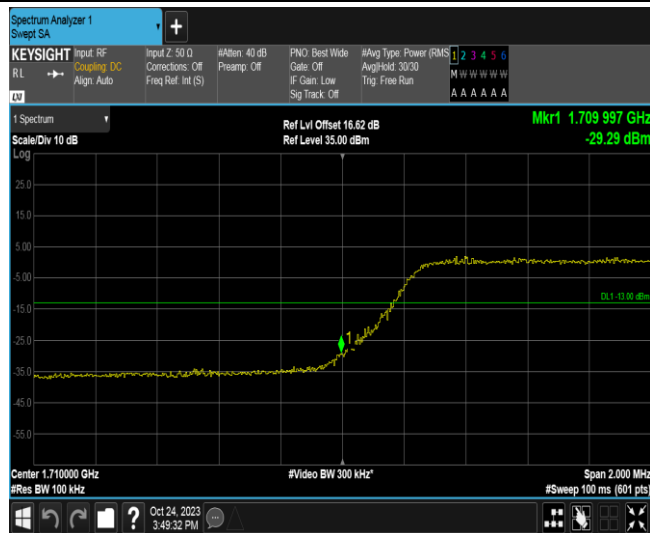 Spectrum Analyzer 1
Swept SA
+
KEYSIGHT Input: RF Input Z: 50 Ω #Atten: 40 dB PNO: Best Wide #Avg Type: Power (RMS 1 2 3 4 5 6
RL Coupling: DC Corrections: Off Preamp: Off Gate: Off Avg|Hold: 30/30 M W W W W W
Align: Auto Freq Ref: Int (S) IF Gain: Low Trig: Free Run
Sig Track: Off A A A A A A
LXI
1 Spectrum Ref Lvl Offset 16.62 dB Mkr1 1.709 997 GHz
Scale/Div 10 dB Ref Level 35.00 dBm -29.29 dBm
Log
25.0
15.0
5.00
-5.00
DL1 -13.00 dBm
-15.0
-25.0
1
-35.0
-45.0
-55.0
Center 1.710000 GHz #Video BW 300 kHz* Span 2.000 MHz
#Res BW 100 kHz #Sweep 100 ms (601 pts)
? Oct 24, 2023
3:49:32 PM